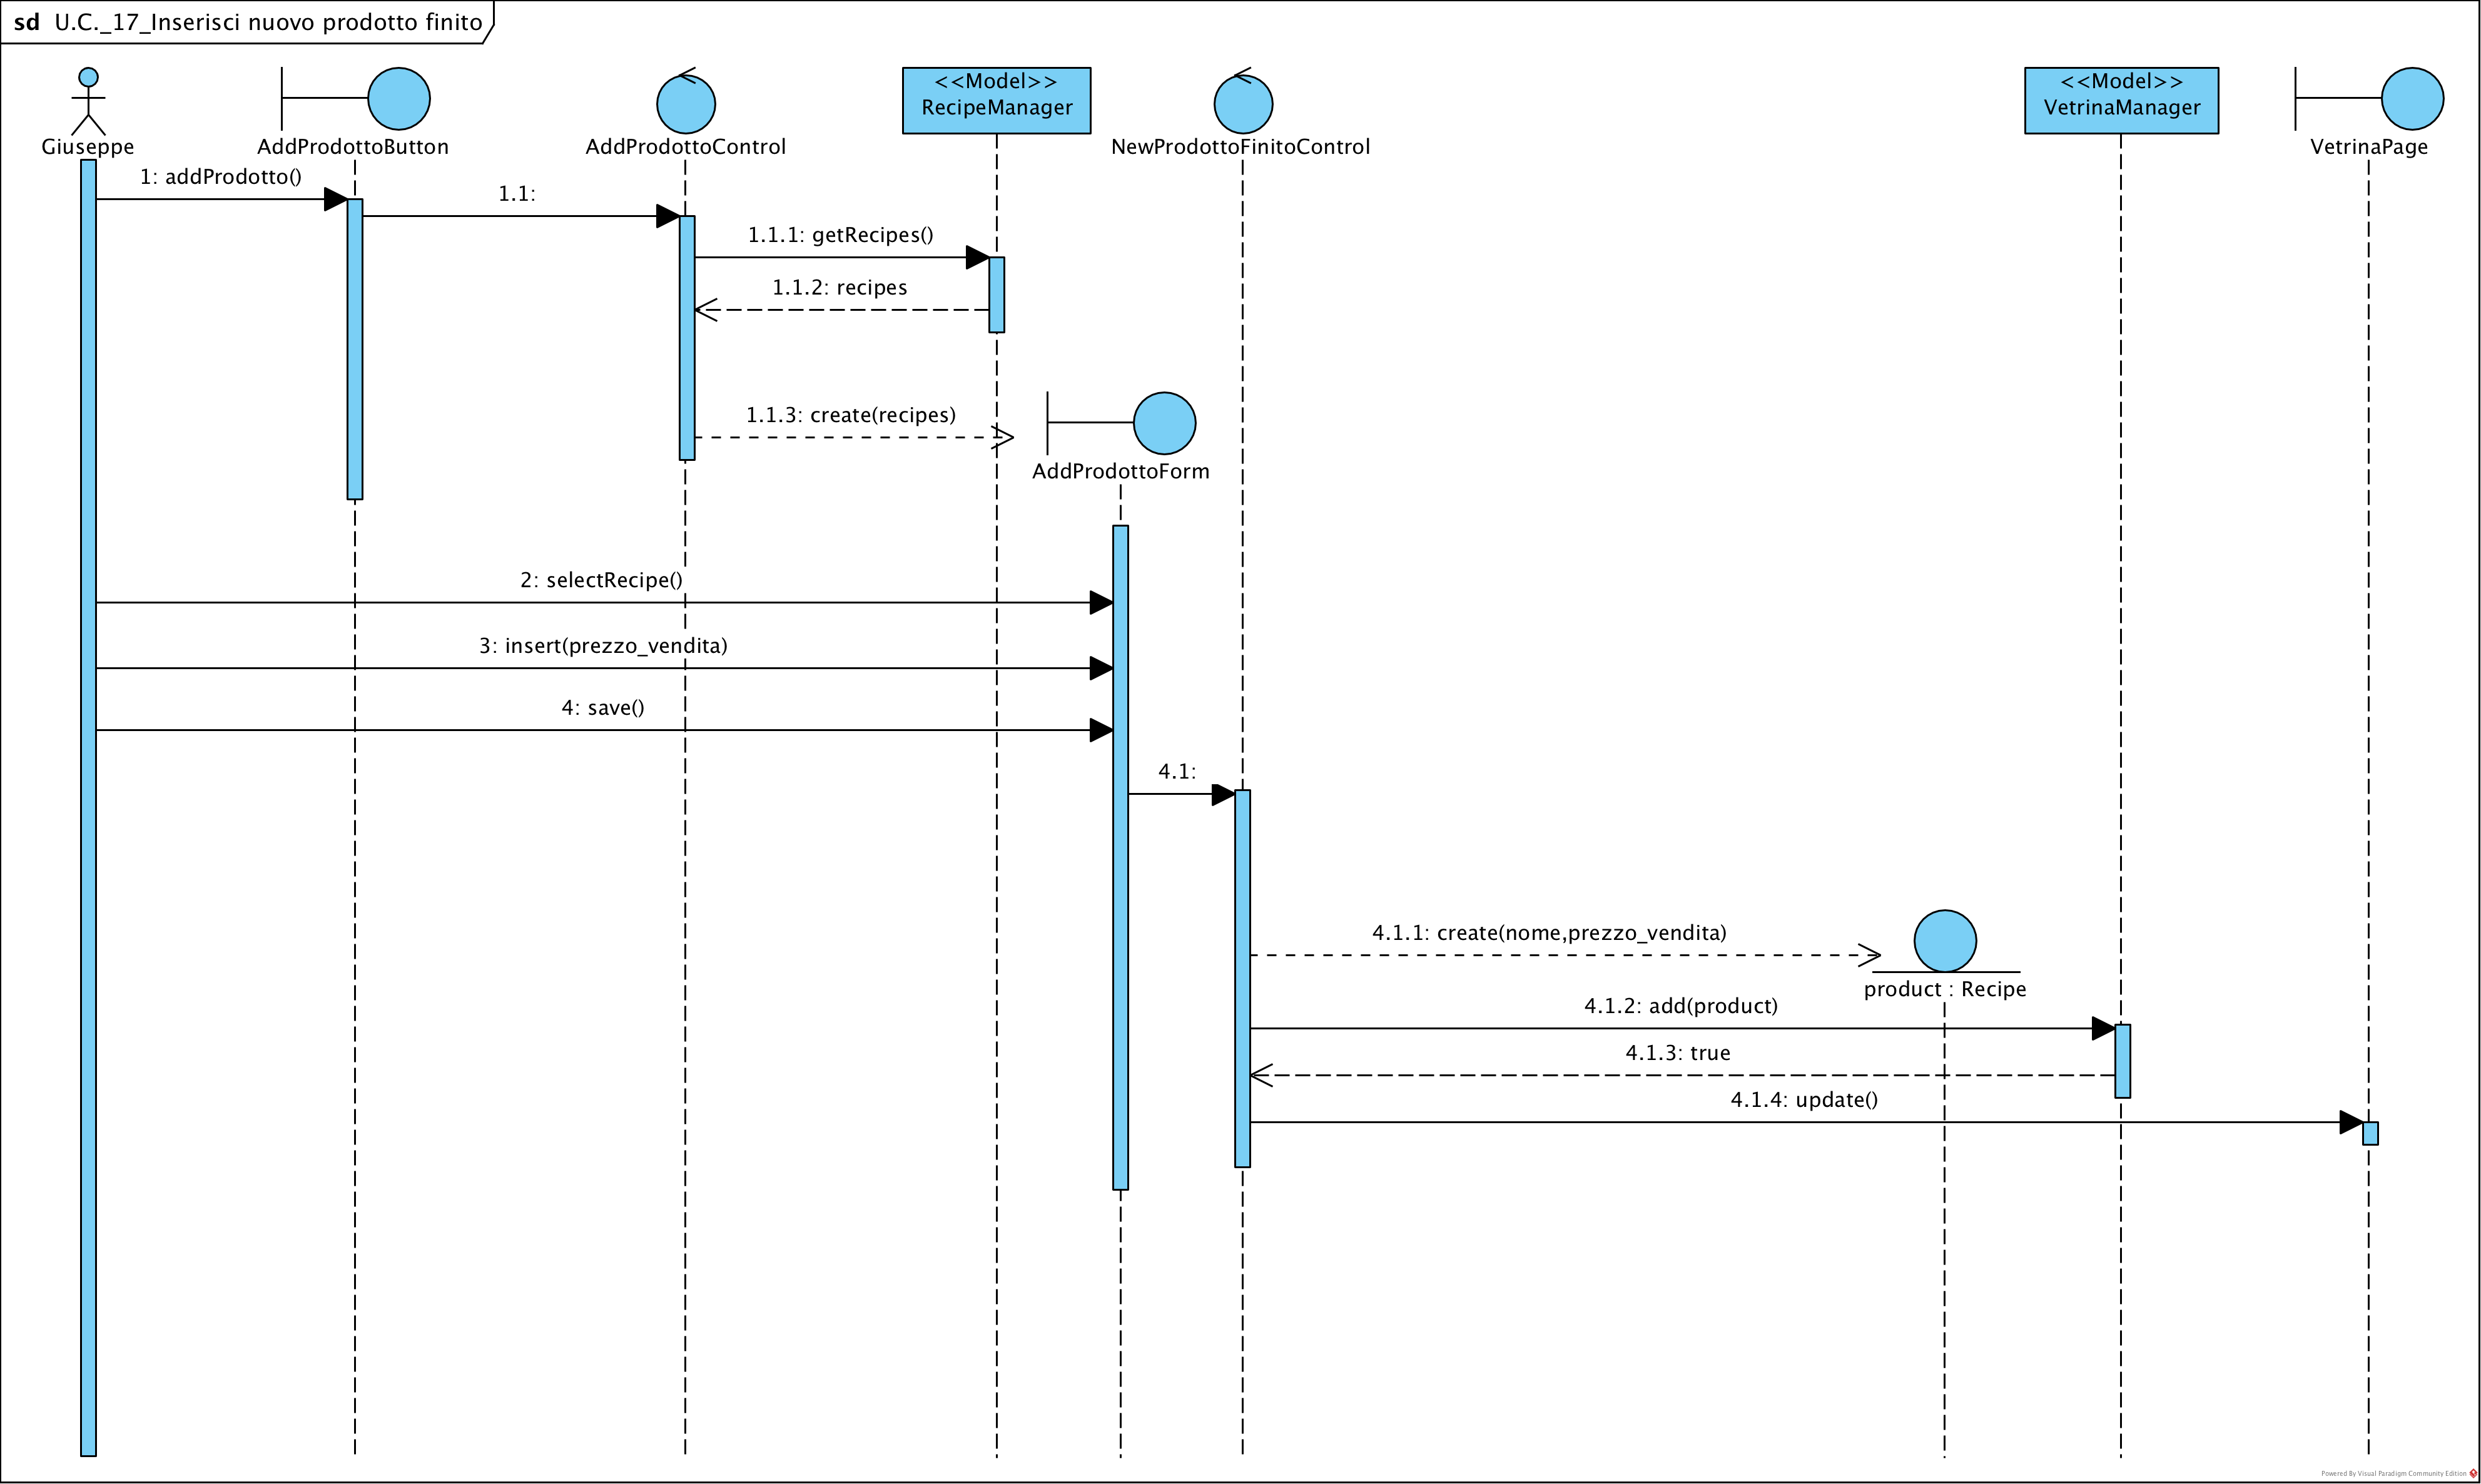 sd U.C._17_Inserisci nuovo prodotto finito
Giuseppe
AddProdottoButton
AddProdottoControl
<<Model>>
RecipeManager
NewProdottoFinitoControl
<<Model>>
VetrinaManager
VetrinaPage
1: addProdotto()
1.1:
1.1.1: getRecipes()
1.1.2: recipes
1.1.3: create(recipes)
AddProdottoForm
2: selectRecipe()
3: insert(prezzo_vendita)
4: save()
4.1:
4.1.1: create(nome,prezzo_vendita)
product : Recipe
4.1.2: add(product)
4.1.3: true
4.1.4: update()
Powered By Visual Paradigm Community Edition